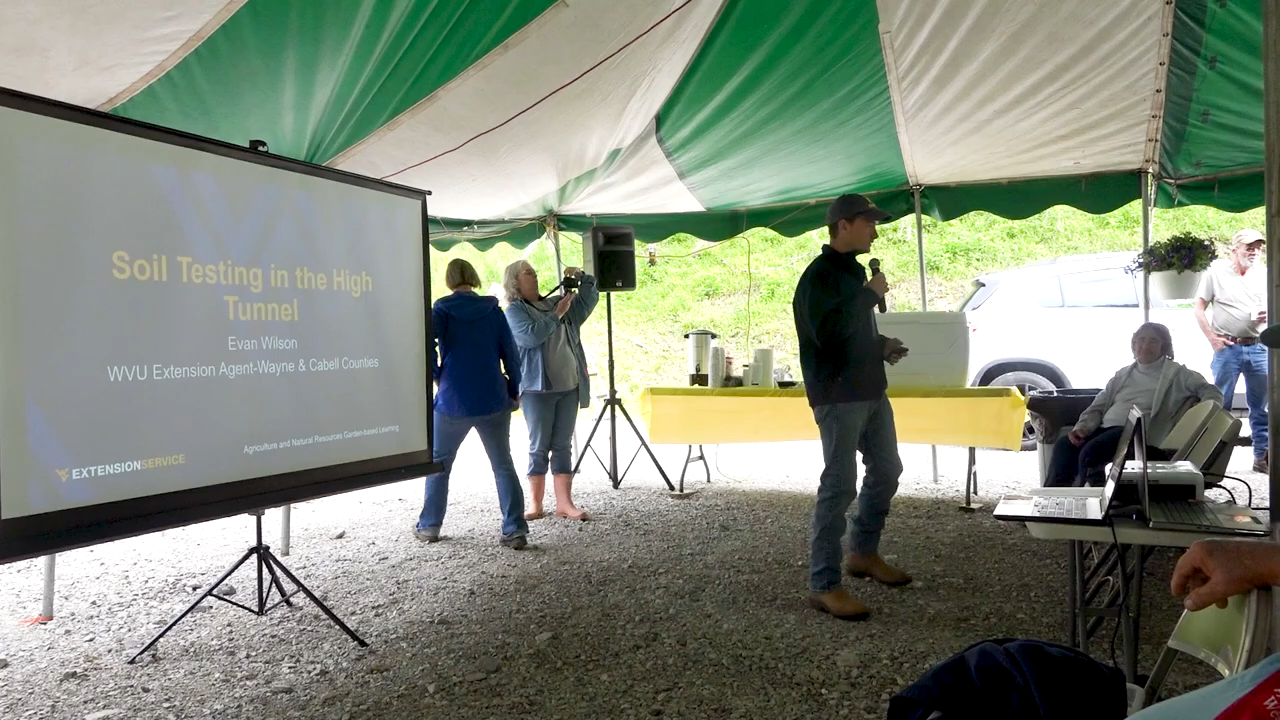 Soil Testing in the High
Tunnel
Evan Wilson
WVU Extension Agent-Wayne & Cabell Counties
Agriculture and Natural Resources Garden-based Learning
EXTENSIONSERVICE